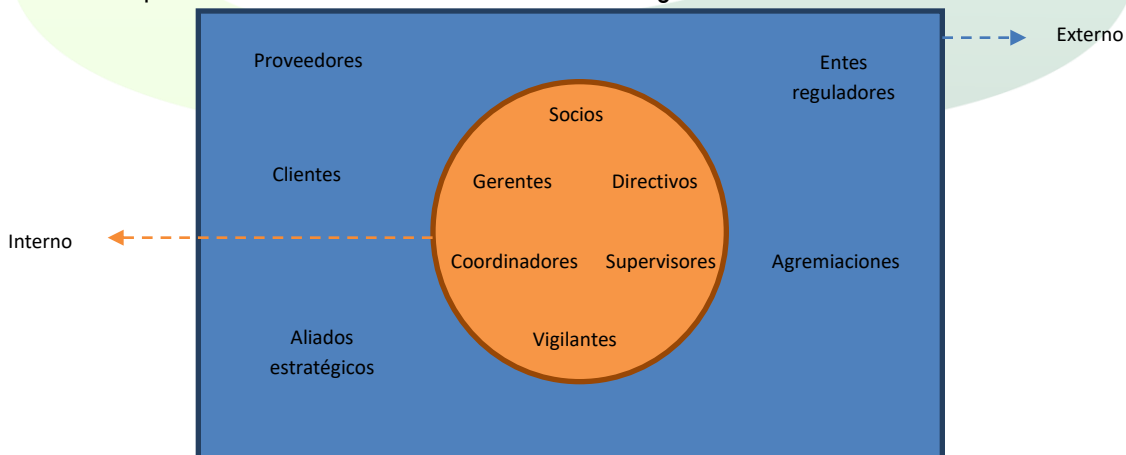 Externo
Proveedores
Entes
reguladores
Socios
Clientes
Gerentes
Directivos
Interno
Coordinadores
Supervisores
Agremiaciones
Aliados
estratégicos
Vigilantes